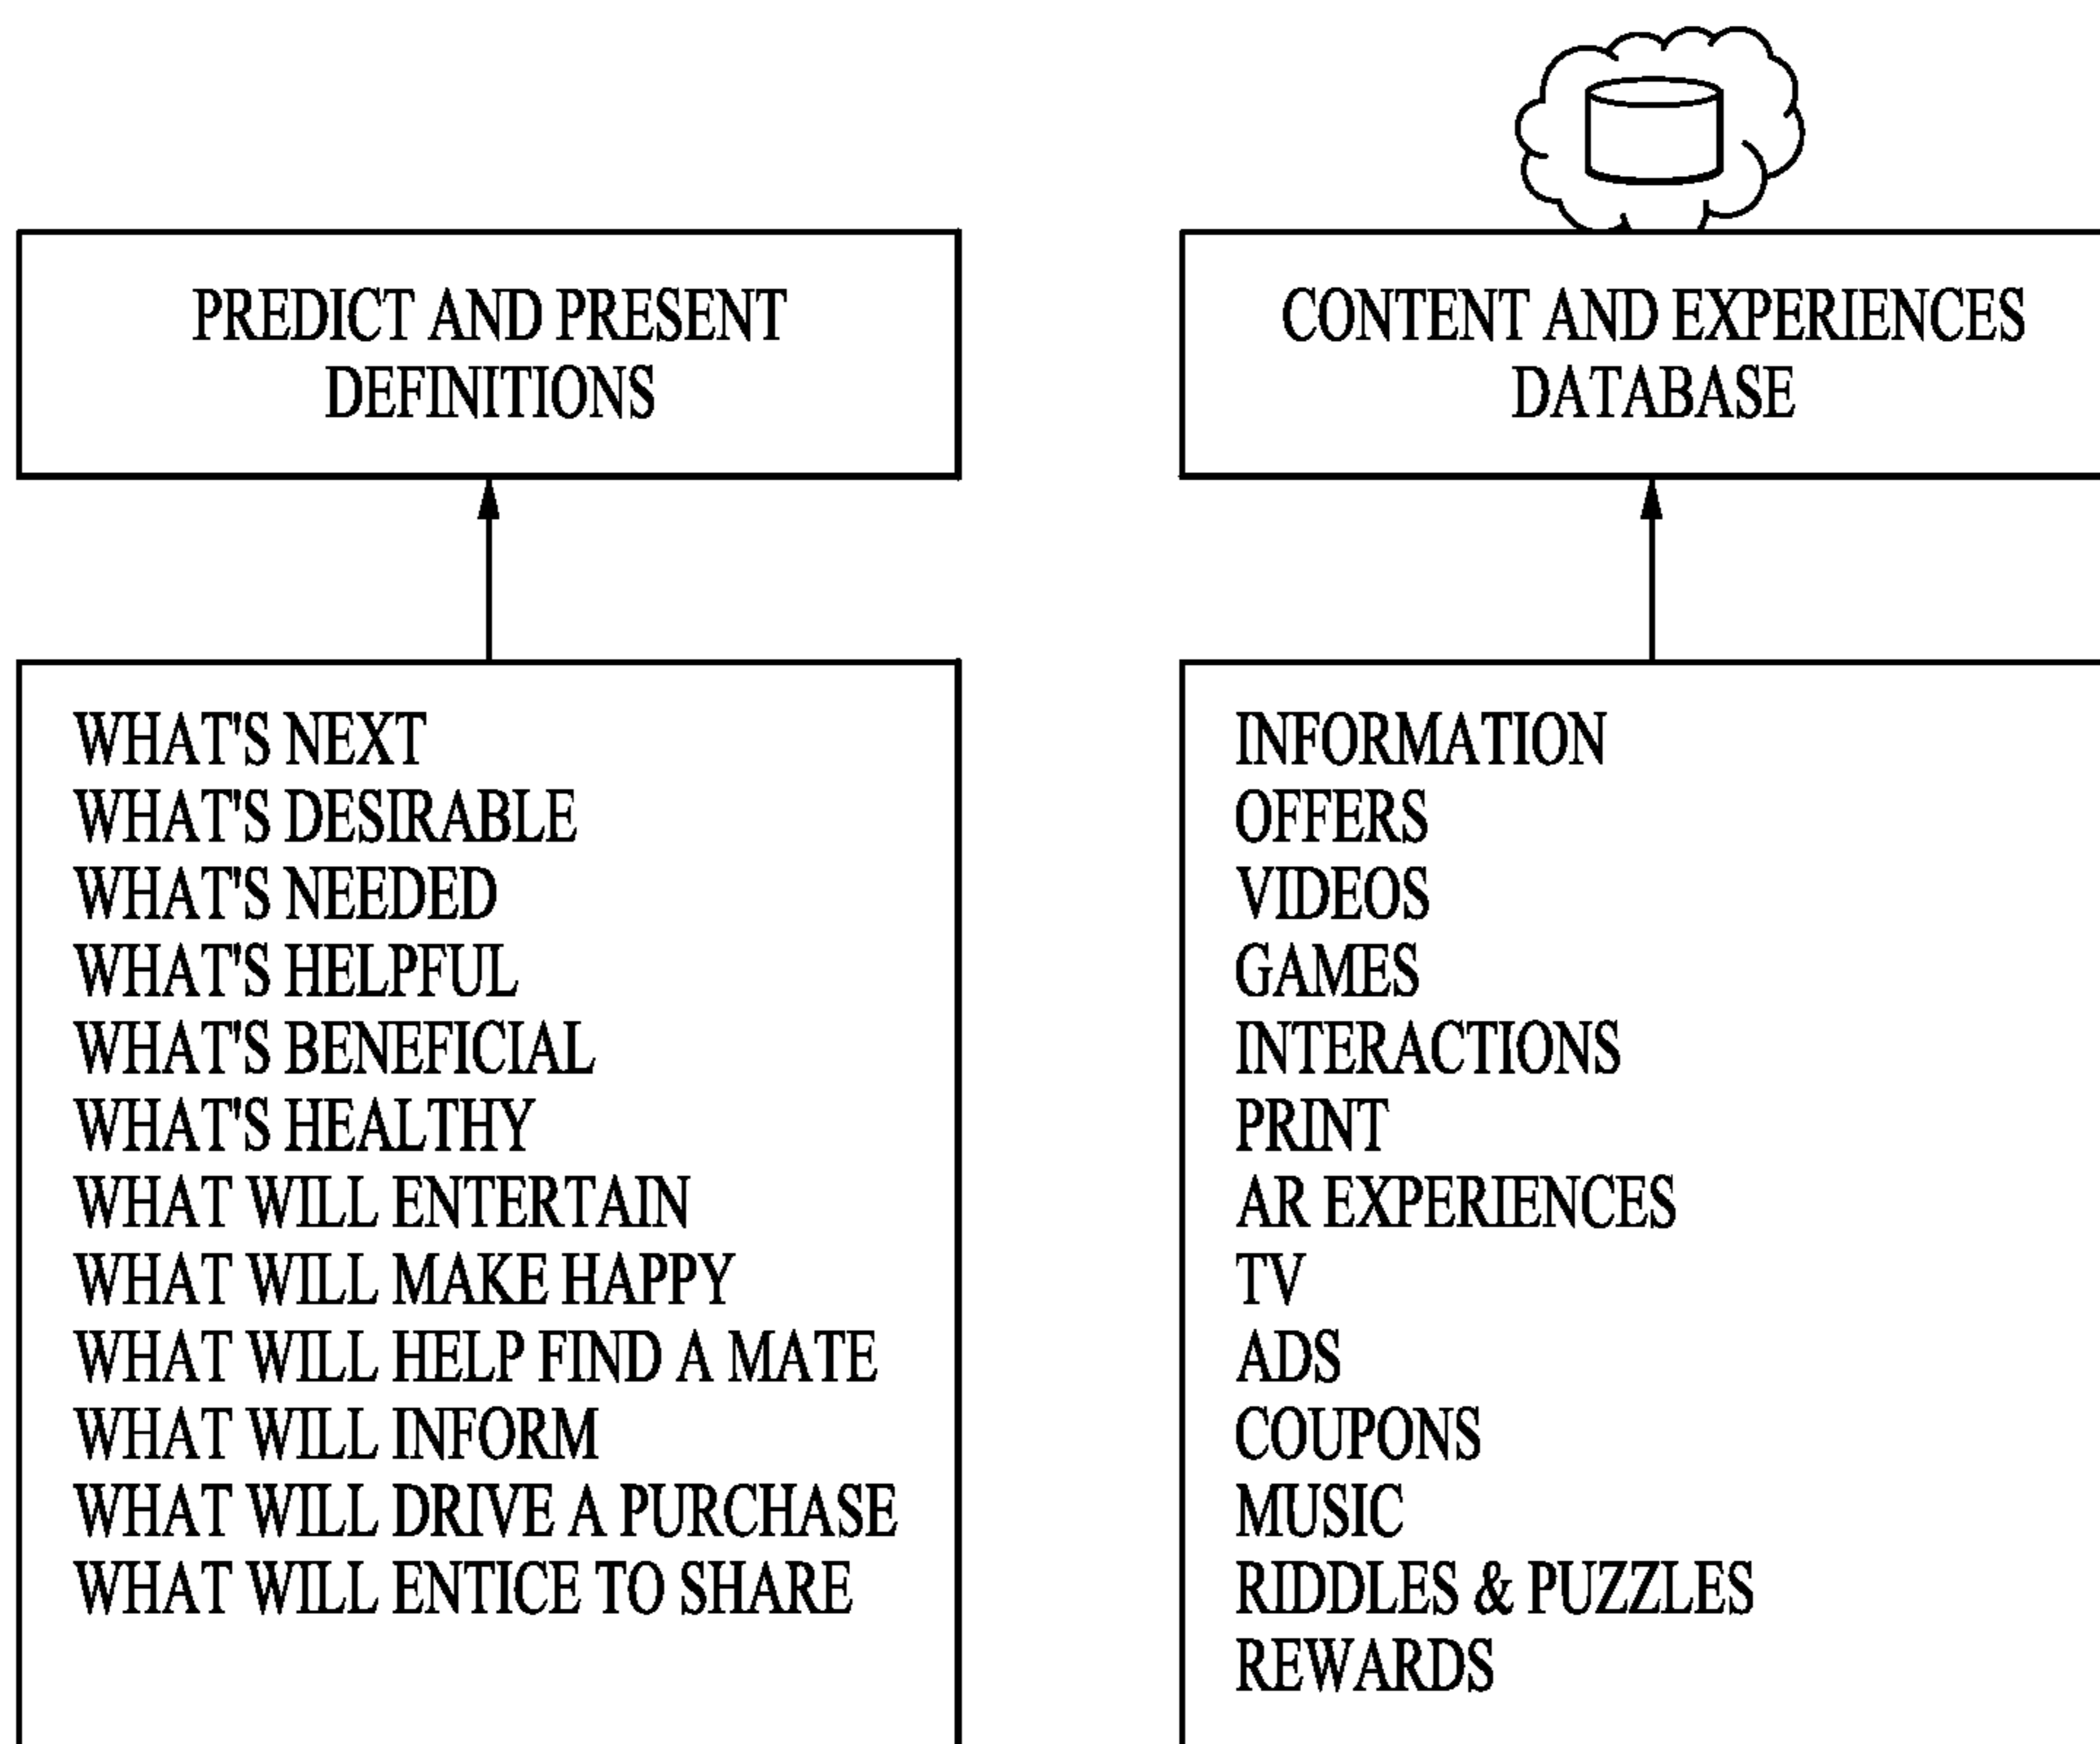 PREDICT AND PRESENT
DEFINITIONS
WHAT'S NEXT
WHAT'S DESIRABLE
WHAT'S NEEDED
WHAT'S HELPFUL
WHAT'S BENEFICIAL
WHAT'S HEALTHY
WHAT WILL ENTERTAIN
WHAT WILL MAKE HAPPY
WHAT WILL HELP FIND A MATE
WHAT WILL INFORM
WHAT WILL DRIVE A PURCHASE
WHAT WILL ENTICE TO SHARE
CONTENT AND EXPERIENCES
DATABASE
INFORMATION
OFFERS
VIDEOS
GAMES
INTERACTIONS
PRINT
AR EXPERIENCES
TV
ADS
COUPONS
MUSIC
RIDDLES & PUZZLES
REWARDS